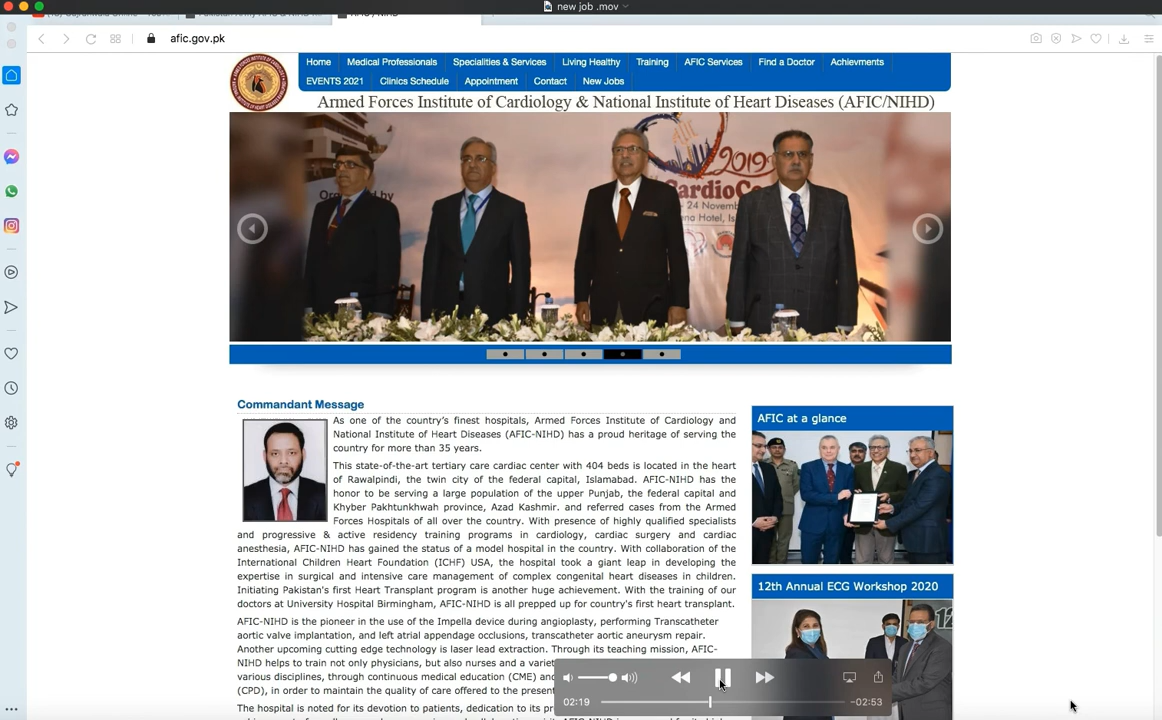 new job .mov
AFIC / NIHD
afic.gov.pk
Home Medical Professionals Specialities & Services Living Healthy Training AFIC Services Find a Doctor Achievments
EVENTS 2021 Clinics Schedule Appointment Contact New Jobs
Armed Forces Institute of Cardiology & National Institute of Heart Diseases (AFIC/NIHD)
2019
CardioCo
24 Novemb
na Hotel, Is
Commandant Message
As one of the country's finest hospitals, Armed Forces Institute of Cardiology and
National Institute of Heart Diseases (AFIC-NIHD) has a proud heritage of serving the
country for more than 35 years.
This state-of-the-art tertiary care cardiac center with 404 beds is located in the heart
of Rawalpindi, the twin city of the federal capital, Islamabad. AFIC-NIHD has the
honor to be serving a large population of the upper Punjab, the federal capital and
Khyber Pakhtunkhwah province, Azad Kashmir. and referred cases from the Armed
Forces Hospitals of all over the country. With presence of highly qualified specialists
and progressive & active residency training programs in cardiology, cardiac surgery and cardiac
anesthesia, AFIC-NIHD has gained the status of a model hospital in the country. With collaboration of the
International Children Heart Foundation (ICHF) USA, the hospital took a giant leap in developing the
expertise in surgical and intensive care management of complex congenital heart diseases in children.
Initiating Pakistan's first Heart Transplant program is another huge achievement. With the training of our
doctors at University Hospital Birmingham, AFIC-NIHD is all prepped up for country's first heart transplant.
AFIC-NIHD is the pioneer in the use of the Impella device during angioplasty, performing Transcatheter
aortic valve implantation, and left atrial appendage occlusions, transcatheter aortic aneurysm repair.
Another upcoming cutting edge technology is laser lead extraction. Through its teaching mission, AFIC-
NIHD helps to train not only physicians, but also nurses and a variet
various disciplines, through continuous medical education (CME) and
(CPD), in order to maintain the quality of care offered to the present
The hospital is noted for its devotion to patients, dedication to its pr
AFIC at a glance
12th Annual ECG Workshop 2020
12
02:19 -02:53